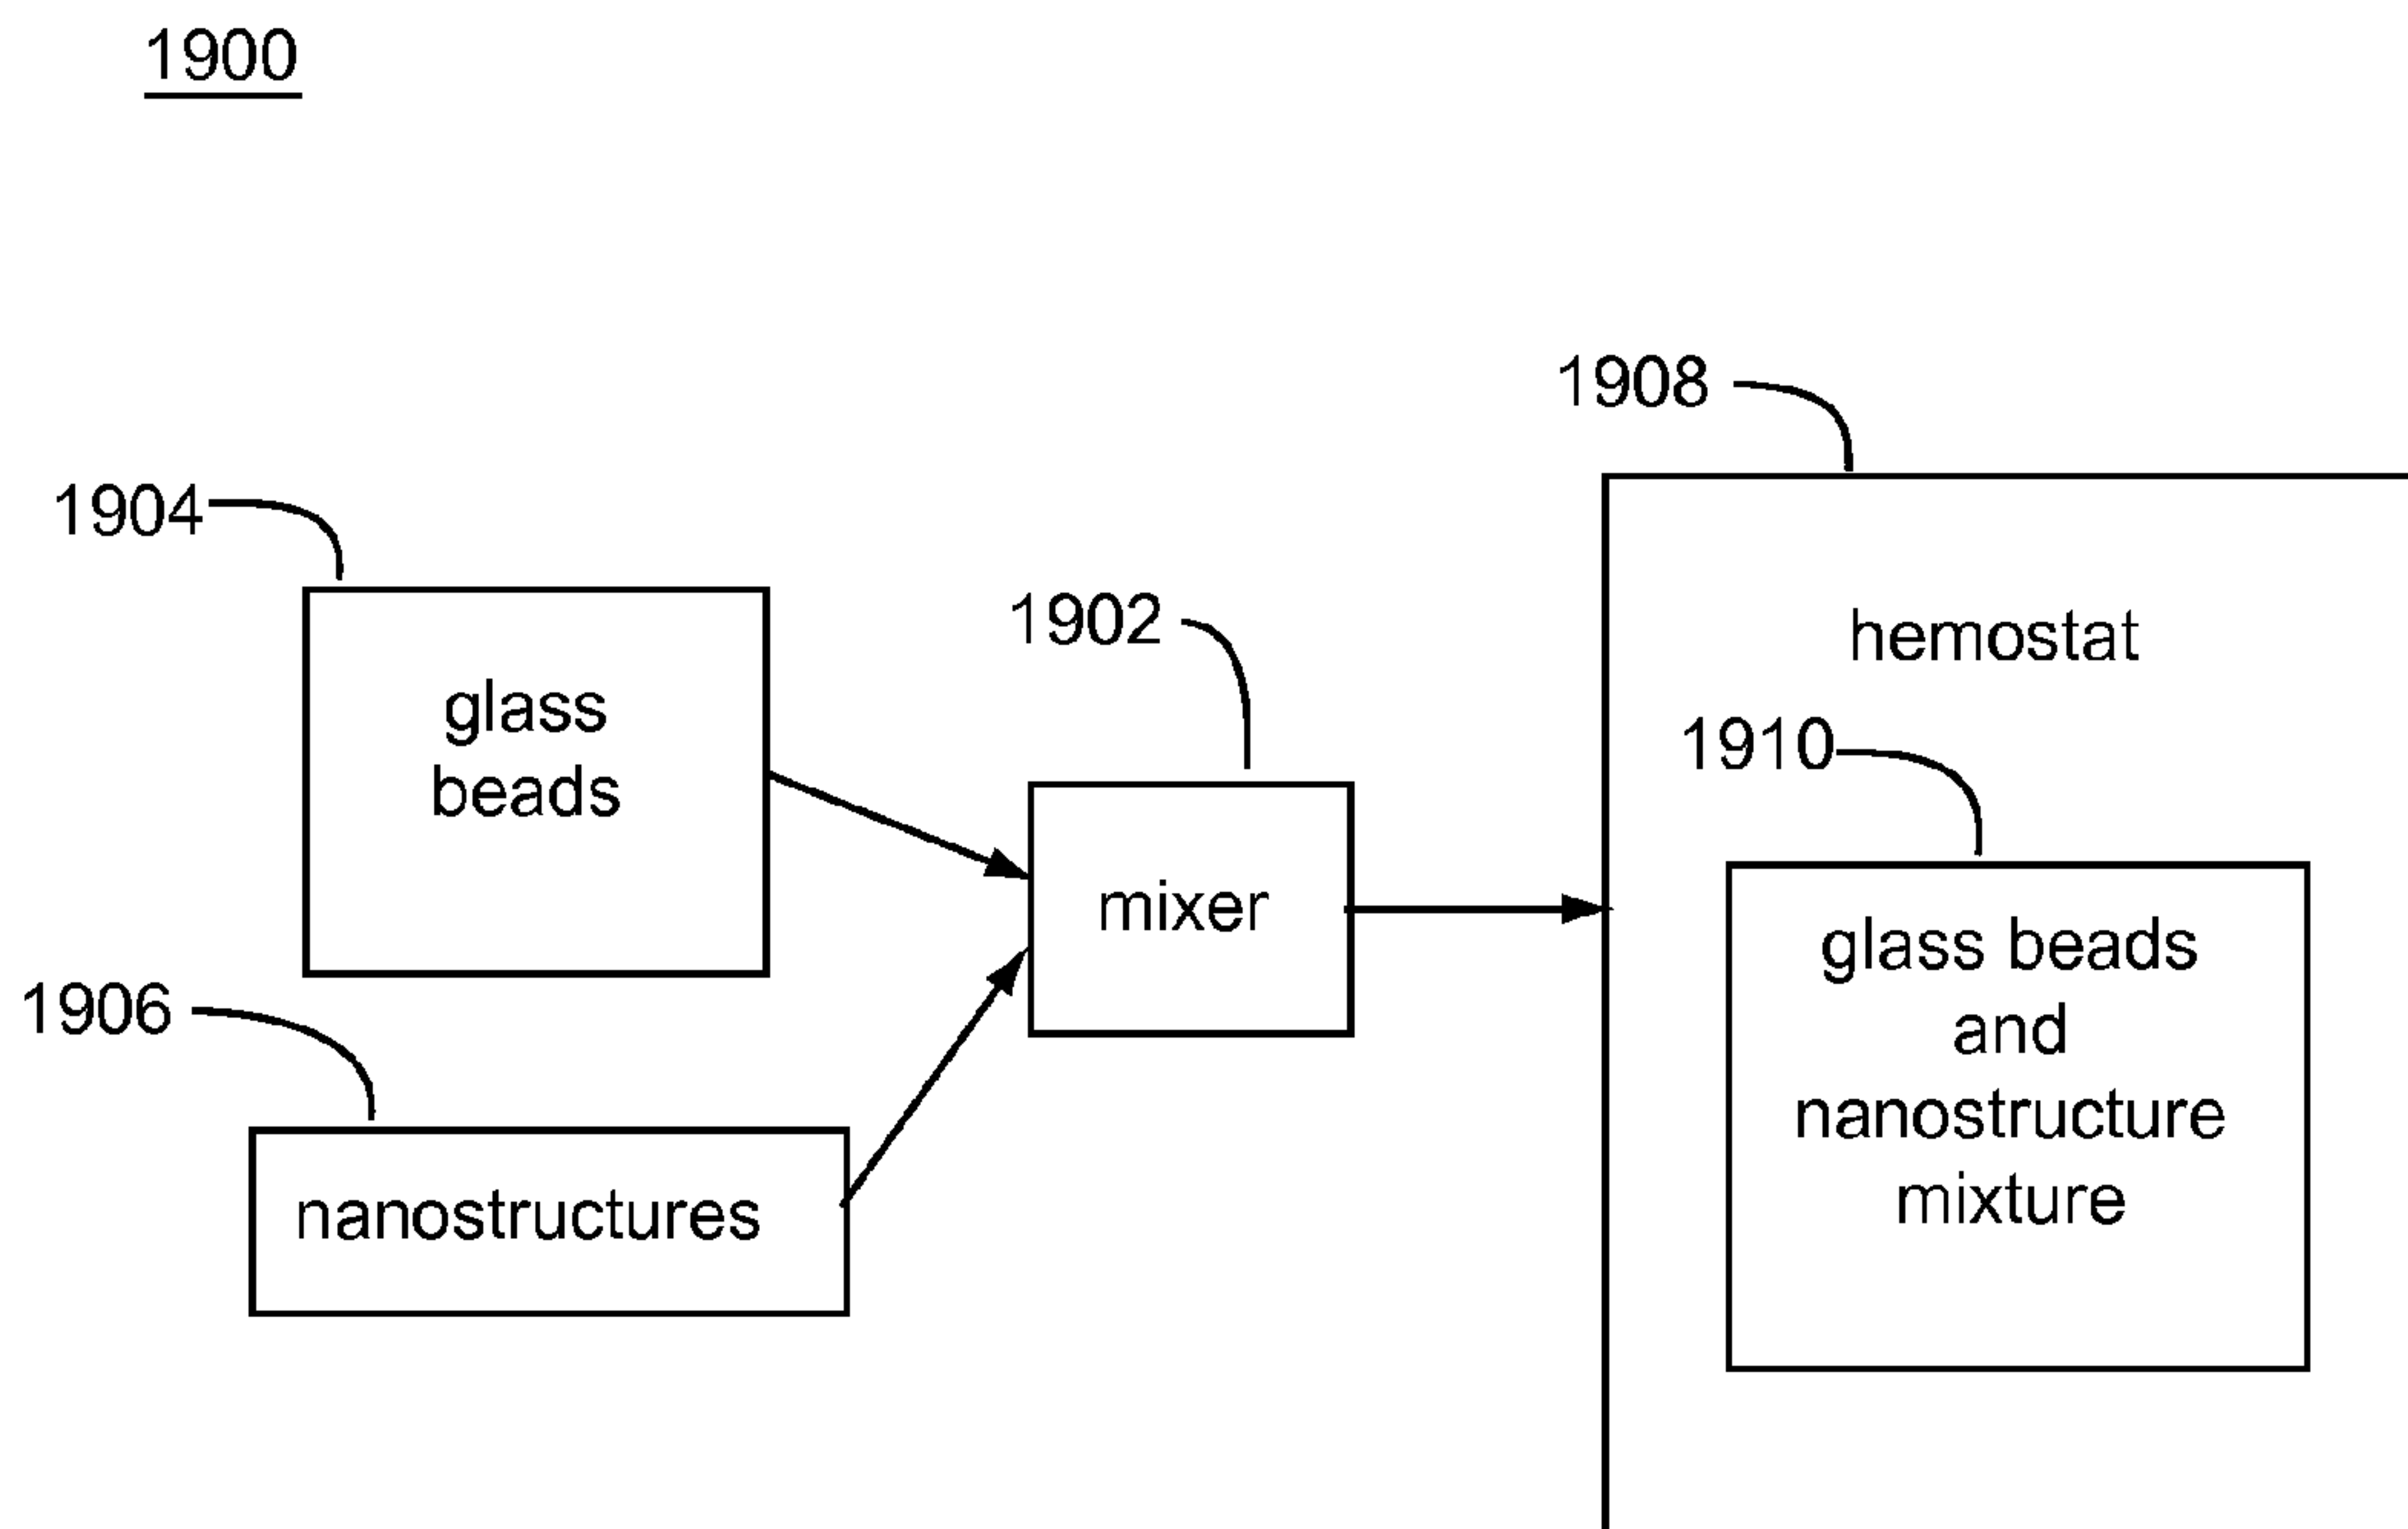 1900
1908
1904
glass
beads
1902
hemostat
1910
mixer
glass beads
and
nanostructure
mixture
1906
nanostructures